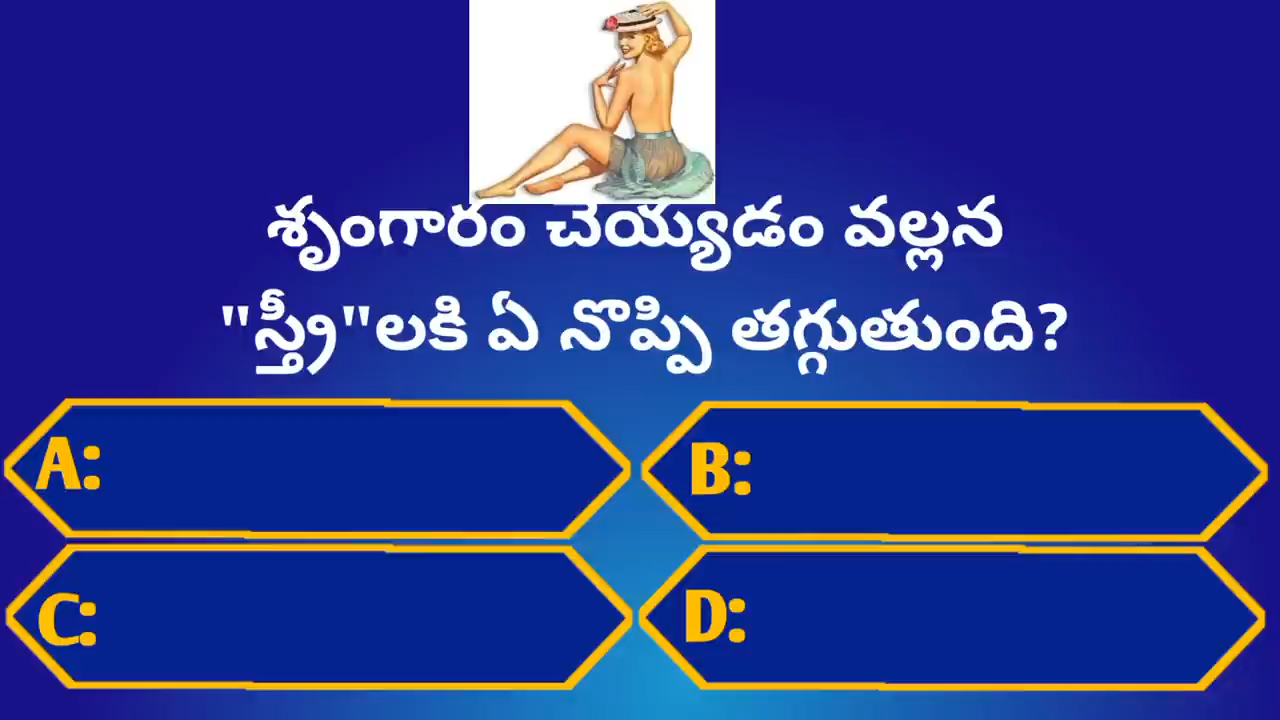 శృంగారం చెయ్యడం వల్లన
"స్త్రీ"లకి ఏ నొప్పి తగ్గుతుంది?
A:
B:
C:
D: